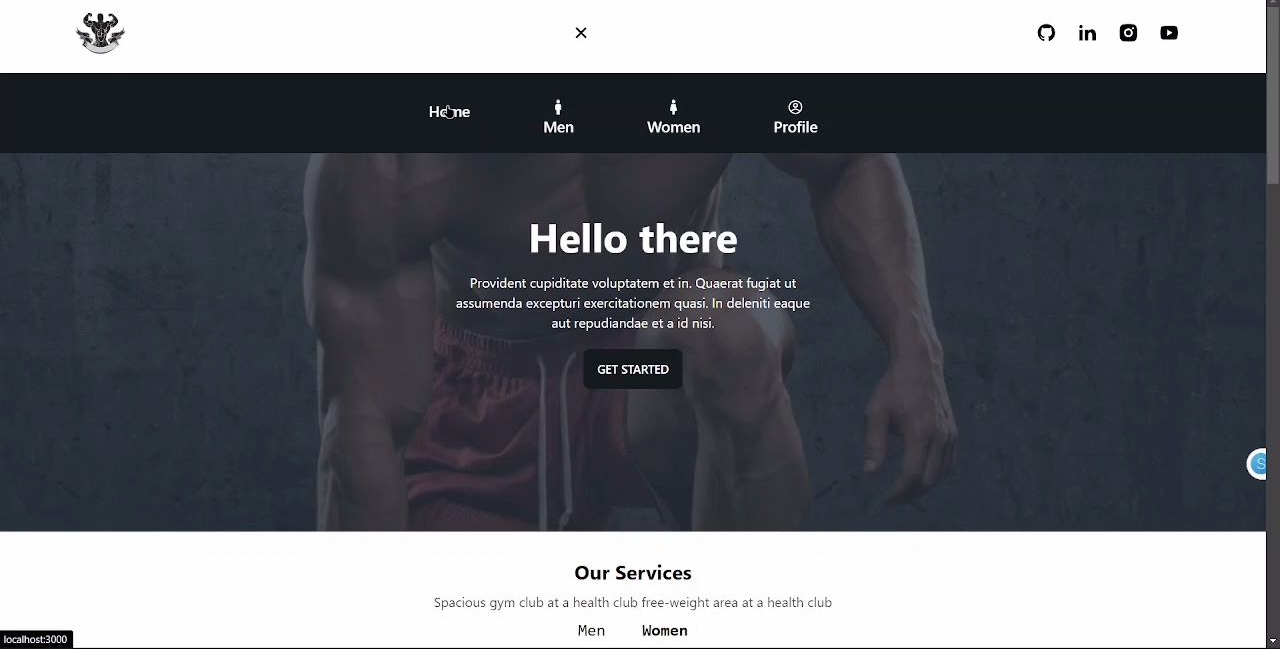 Home
Men
Women
Profile
Hello there
Provident cupiditate voluptatem et in. Quaerat fugiat ut
assumenda excepturi exercitationem quasi. In deleniti eaque
aut repudiandae et a id nisi.
GET STARTED
S
Our Services
Spacious gym club at a health club free-weight area at a health club
Men Women
localhost:3000